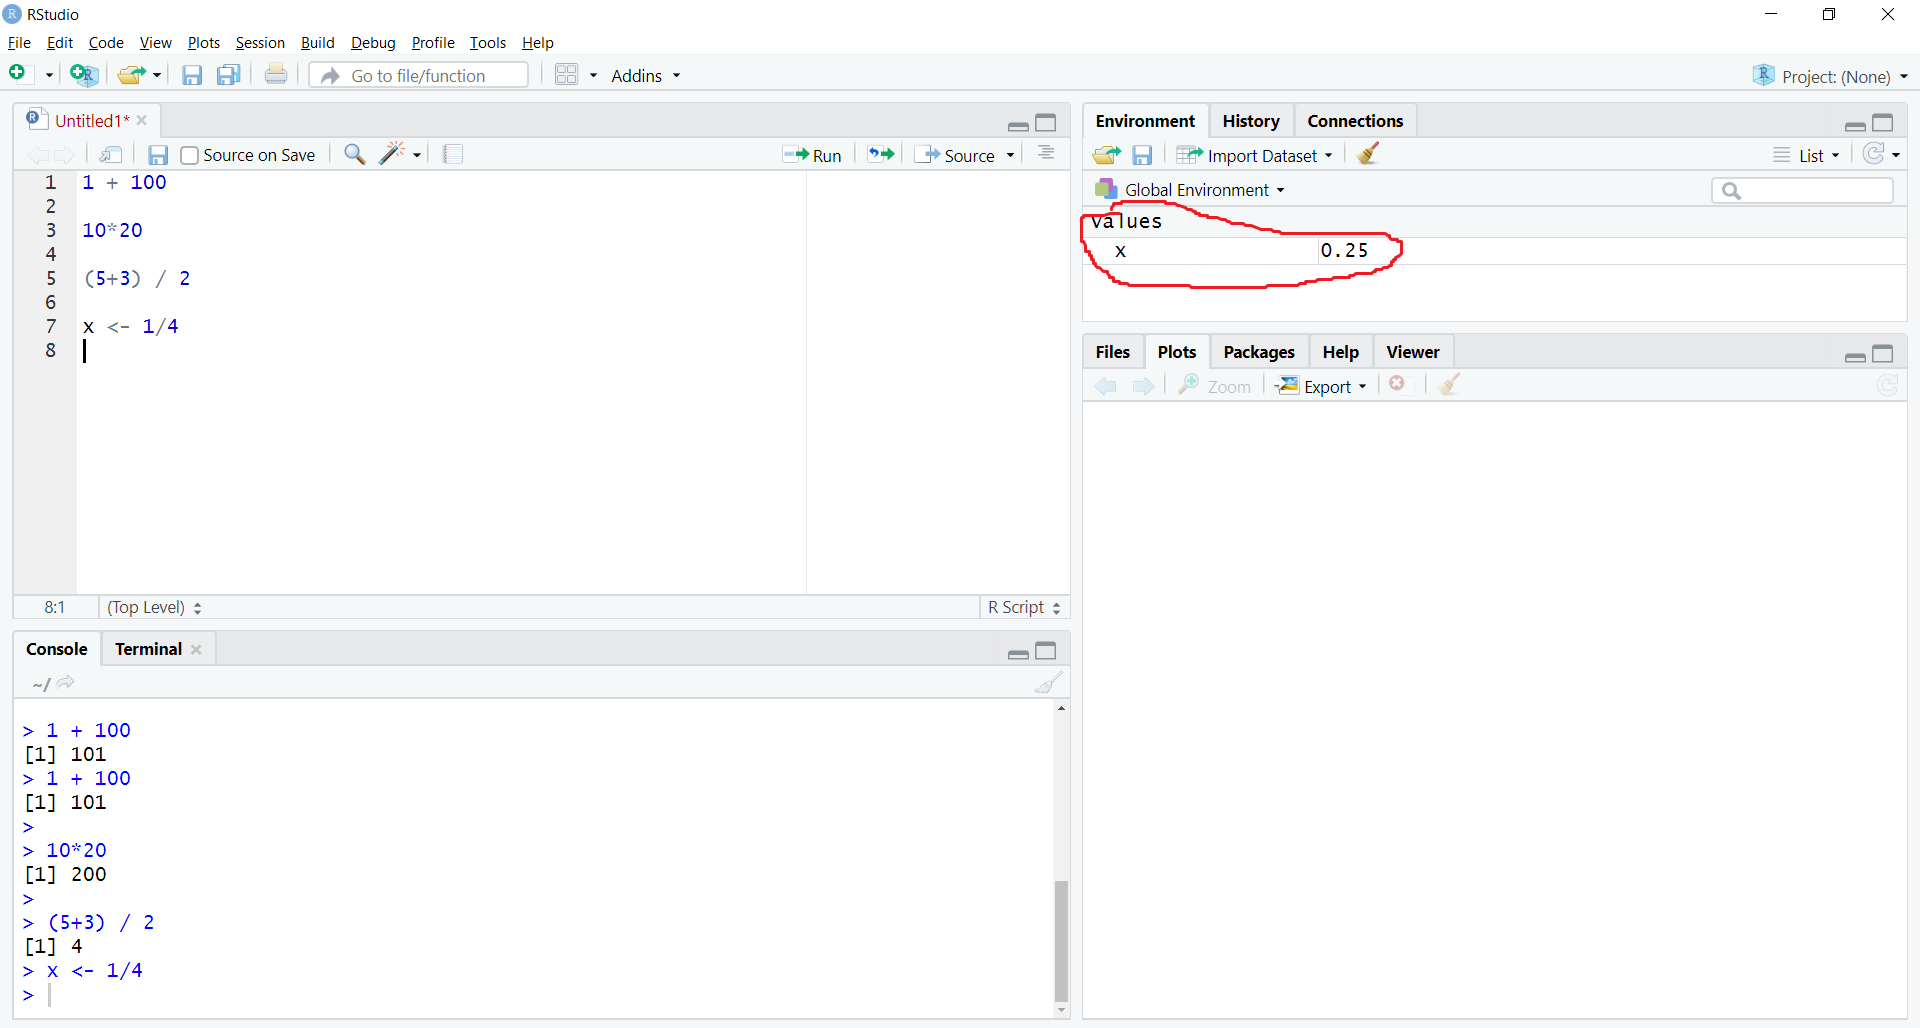 RStudio
File Edit Code View Plots Session Build Debug Profile Tools Help
Go to file/function Addins Project: (None)
Untitled1*
Source on Save Run Source
1 1 + 100
2
3 10*20
4
5 (5+3) / 2
6
7 x <- 1/4
8
8:1 (Top Level) R Script
Console Terminal
~/
> 1 + 100
[1] 101
> 1 + 100
[1] 101
>
> 10*20
[1] 200
>
> (5+3) / 2
[1] 4
> x <- 1/4
>
Environment History Connections
Import Dataset List
Global Environment
values
x 0.25
Files Plots Packages Help Viewer
Zoom Export